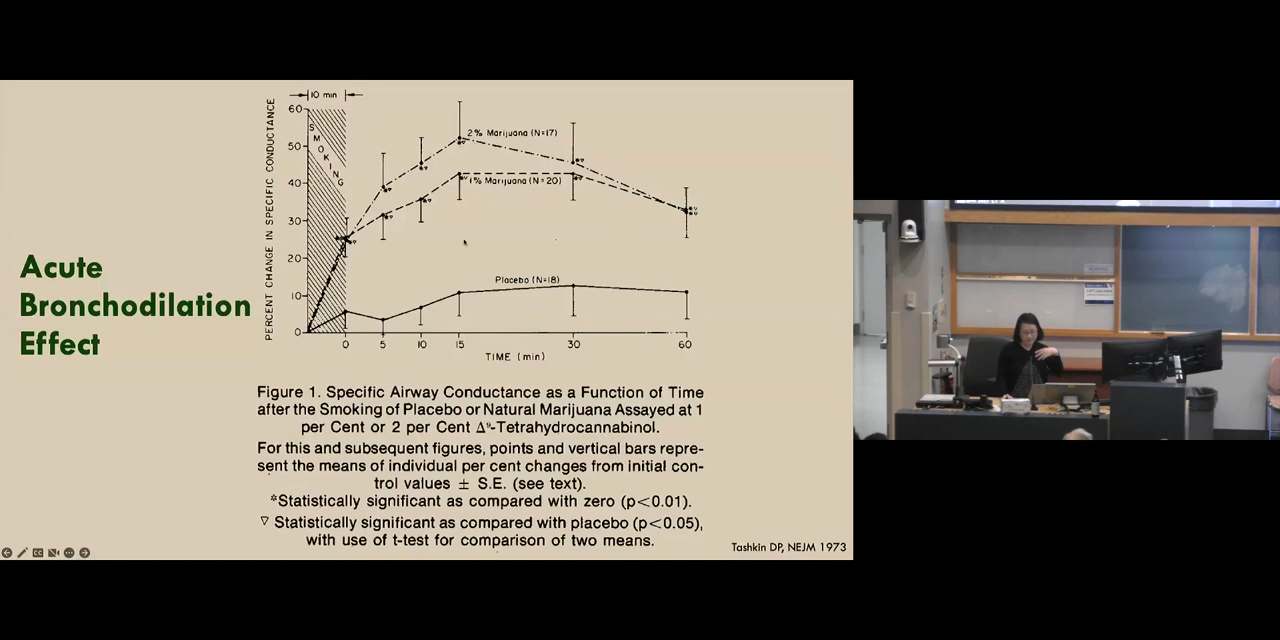 Acute
Bronchodilation
Effect
10 min
PERCENT CHANGE IN SPECIFIC CONDUCTANCE
60
50
40
30
20
10
0
SMOKING
2% Marijuana (N=17)
1% Marijuana (N=20)
Placebo (N=18)
0 5 10 15 30 60
TIME (min)
Figure 1. Specific Airway Conductance as a Function of Time
after the Smoking of Placebo or Natural Marijuana Assayed at 1
per Cent or 2 per Cent Δ⁹-Tetrahydrocannabinol.
For this and subsequent figures, points and vertical bars repre-
sent the means of individual per cent changes from initial con-
trol values ± S.E. (see text).
*Statistically significant as compared with zero (p<0.01).
▽ Statistically significant as compared with placebo (p<0.05),
with use of t-test for comparison of two means.
Tashkin DP, NEJM 1973